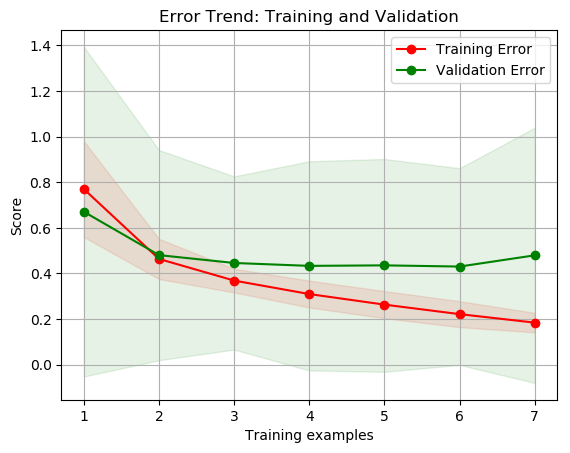 Error Trend: Training and Validation
Training Error
Validation Error
Score
1.4
1.2
1.0
0.8
0.6
0.4
0.2
0.0
1 2 3 4 5 6 7
Training examples